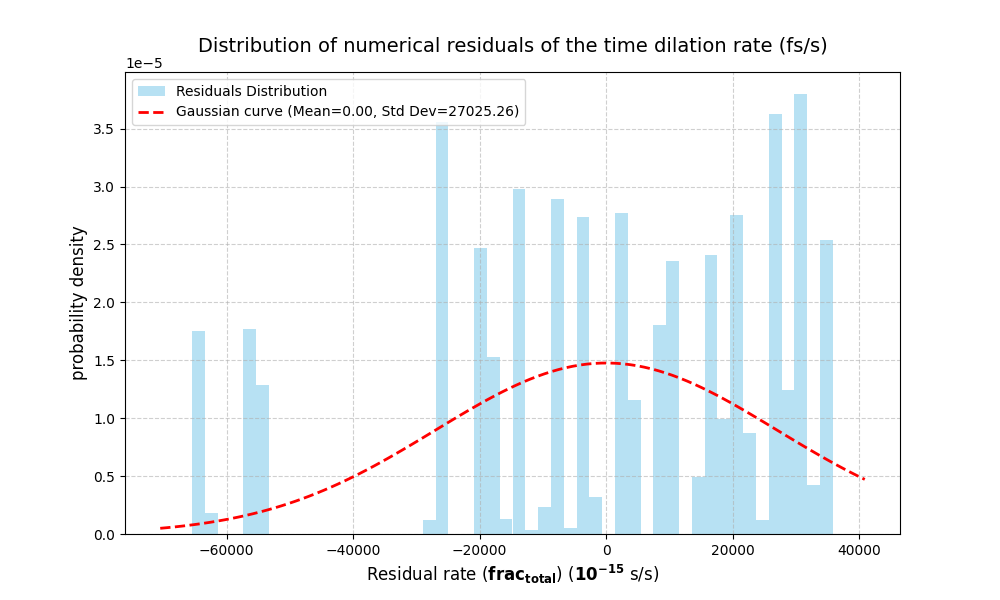 Distribution of numerical residuals of the time dilation rate (fs/s)
1e−5
Residuals Distribution
Gaussian curve (Mean=0.00, Std Dev=27025.26)
3.5
3.0
2.5
2.0
1.5
1.0
0.5
0.0
probability density
−60000 −40000 −20000 0 20000 40000
Residual rate (frac_total) (10^−15 s/s)